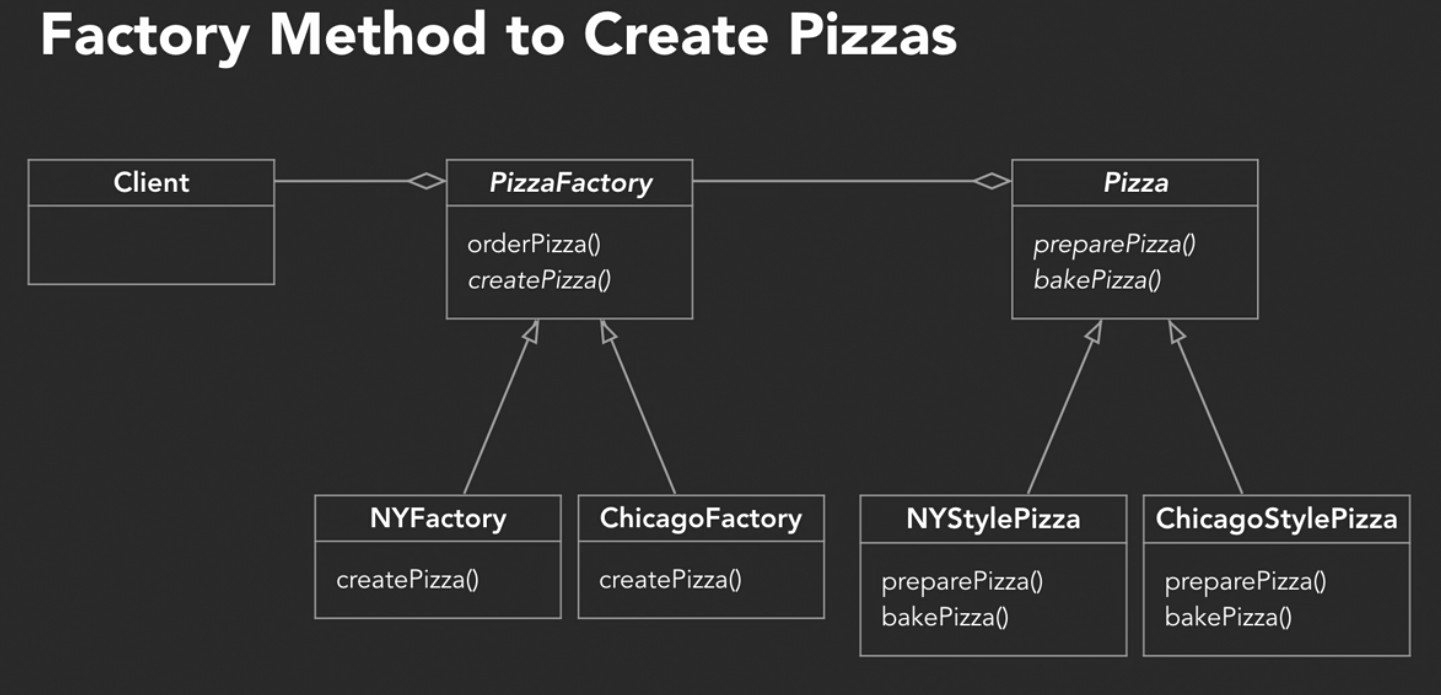 Factory Method to Create Pizzas
Client
PizzaFactory
orderPizza()
createPizza()
Pizza
preparePizza()
bakePizza()
NYFactory
createPizza()
ChicagoFactory
createPizza()
NYStylePizza
preparePizza()
bakePizza()
ChicagoStylePizza
preparePizza()
bakePizza()